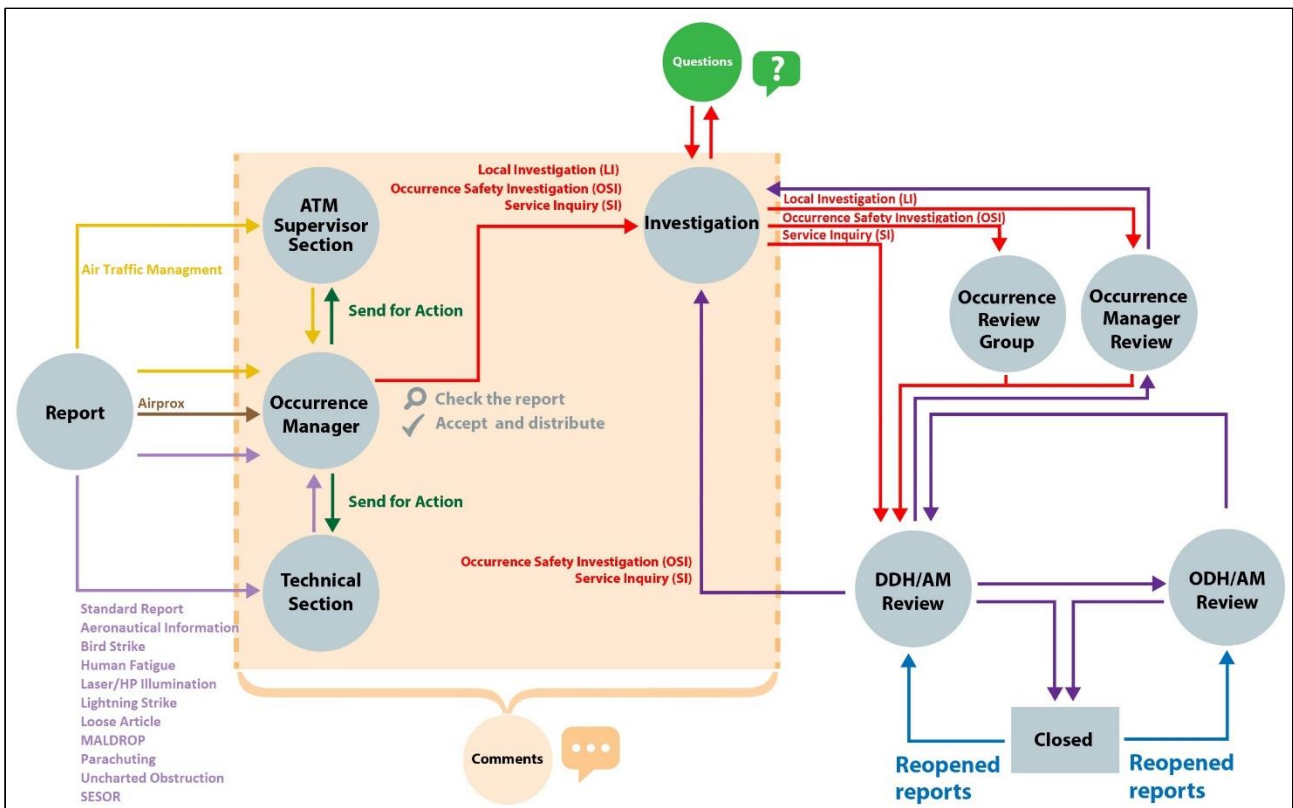 Questions
?
Local Investigation (LI)
Occurrence Safety Investigation (OSI)
Service Inquiry (SI)
ATM
Supervisor
Section
Investigation
Local Investigation (LI)
Occurrence Safety Investigation (OSI)
Service Inquiry (SI)
Air Traffic Managment
Send for Action
Occurrence
Review
Group
Occurrence
Manager
Review
Report
Airprox
Occurrence
Manager
Check the report
Accept and distribute
Send for Action
Technical
Section
Occurrence Safety Investigation (OSI)
Service Inquiry (SI)
DDH/AM
Review
ODH/AM
Review
Standard Report
Aeronautical Information
Bird Strike
Human Fatigue
Laser/HP Illumination
Lightning Strike
Loose Article
MALDROP
Parachuting
Uncharted Obstruction
SESOR
Comments
Closed
Reopened
reports
Reopened
reports